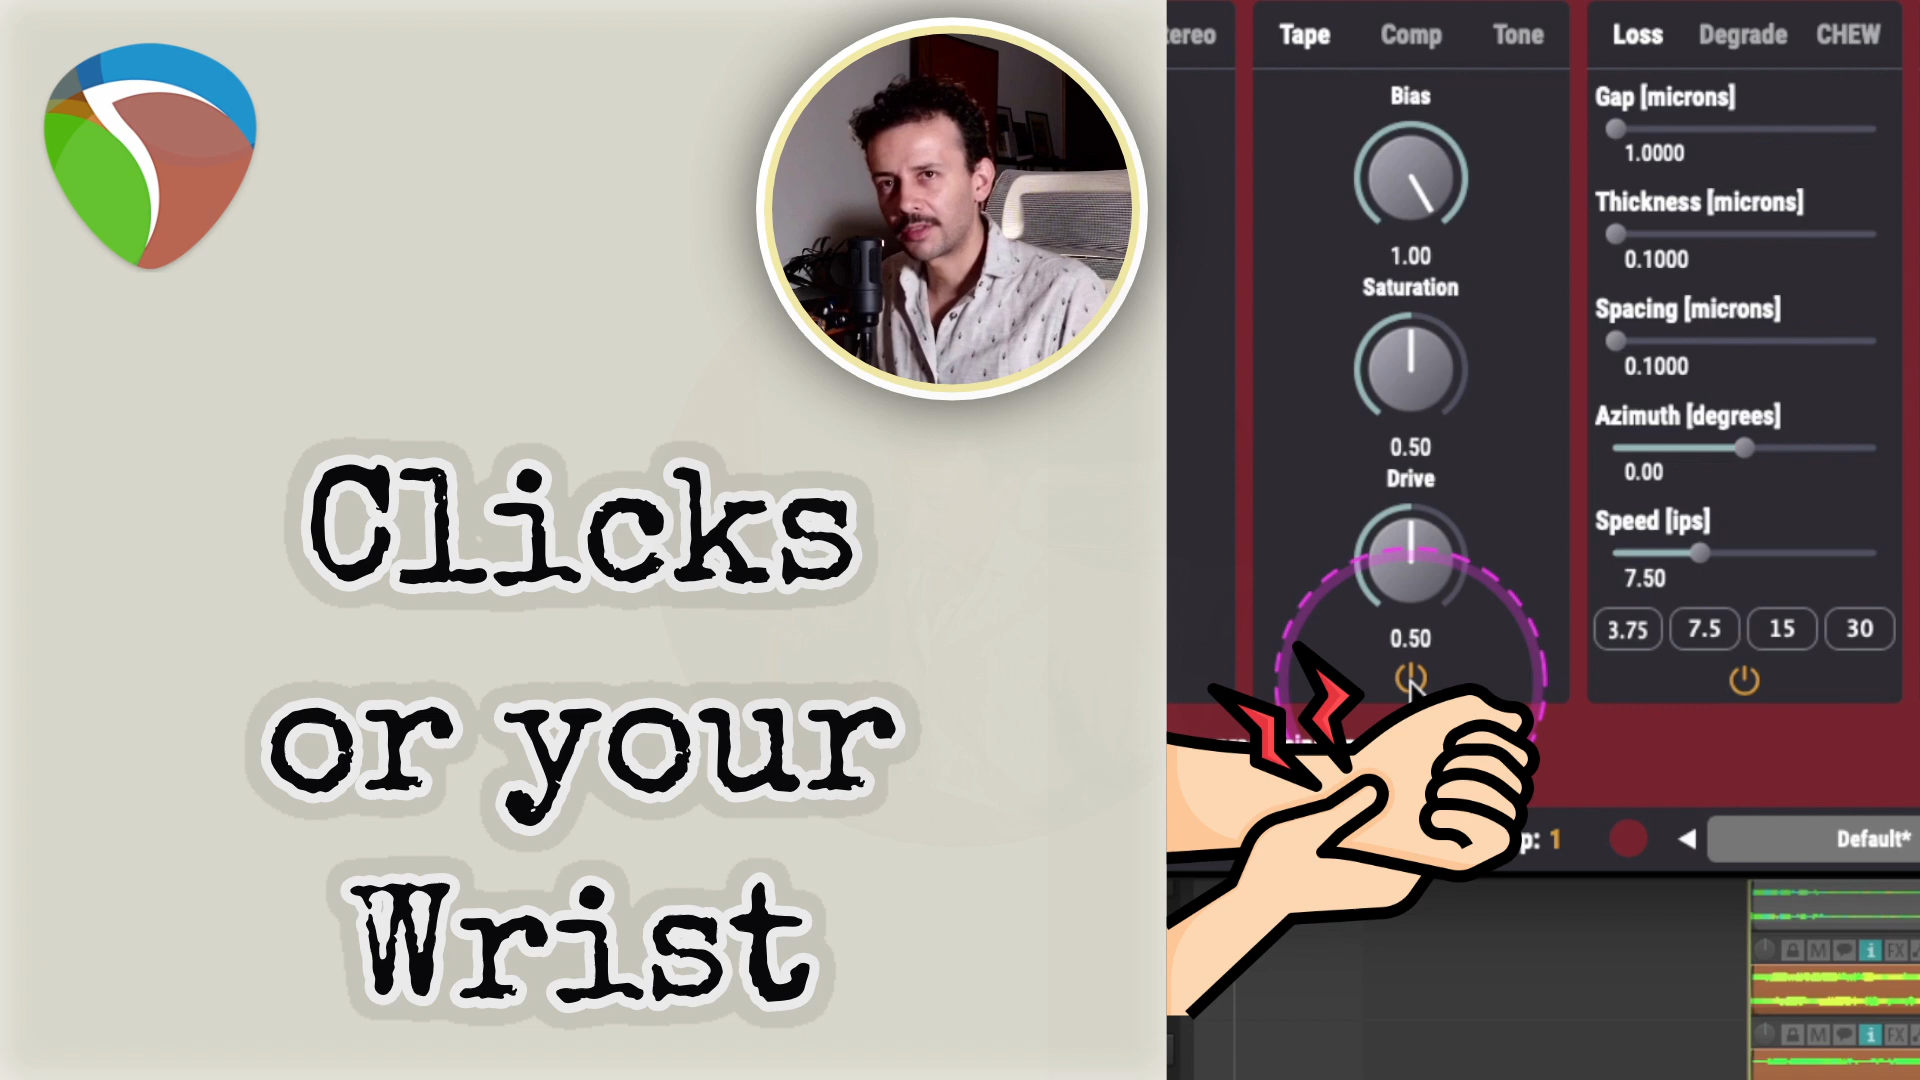 Clicks
or your
Wrist
Tape Comp Tone
Bias
1.00
Saturation
0.50
Drive
0.50
Loss Degrade CHEW
Gap [microns]
1.0000
Thickness [microns]
0.1000
Spacing [microns]
0.1000
Azimuth [degrees]
0.00
Speed [ips]
7.50
3.75 7.5 15 30
p: 1
Default*
M i FX
M i FX